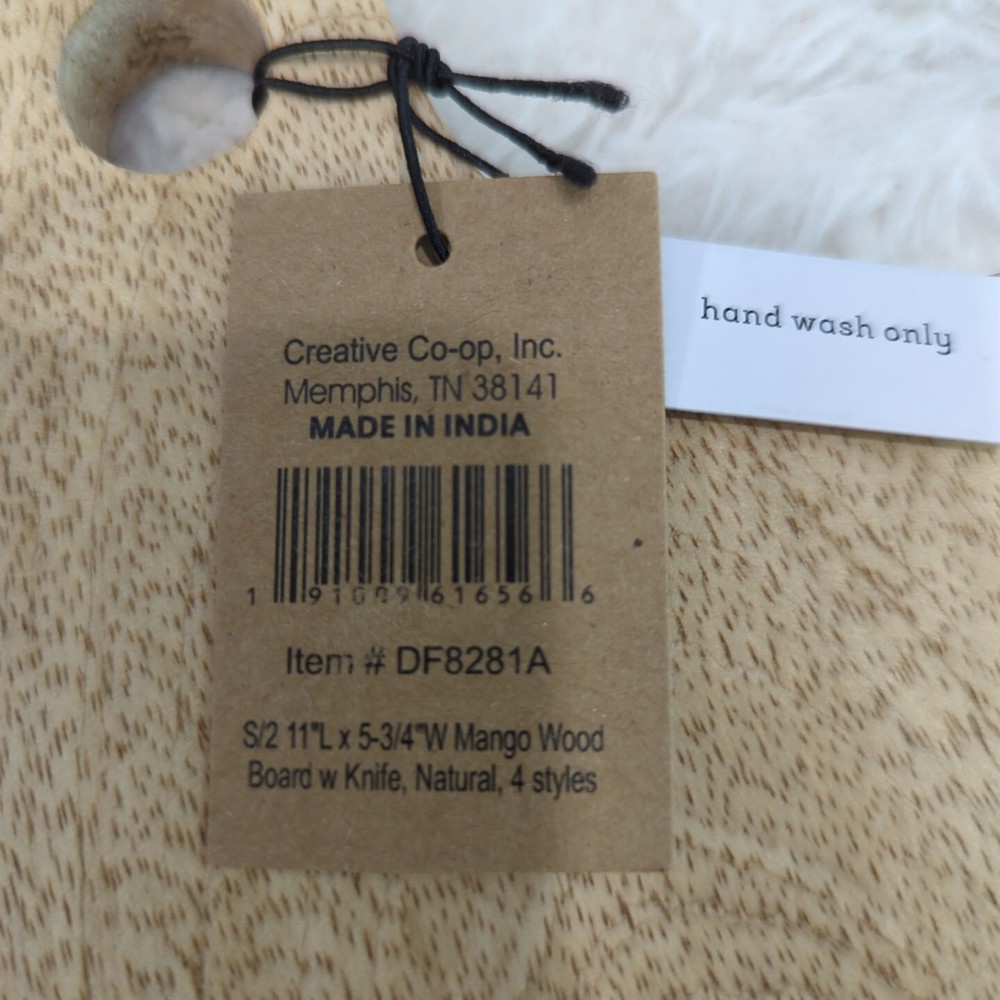 Creative Co-op, Inc.
Memphis, TN 38141
MADE IN INDIA
1 91009 61656 6
Item # DF8281A
S/2 11"L x 5-3/4"W Mango Wood
Board w Knife, Natural, 4 styles
hand wash only